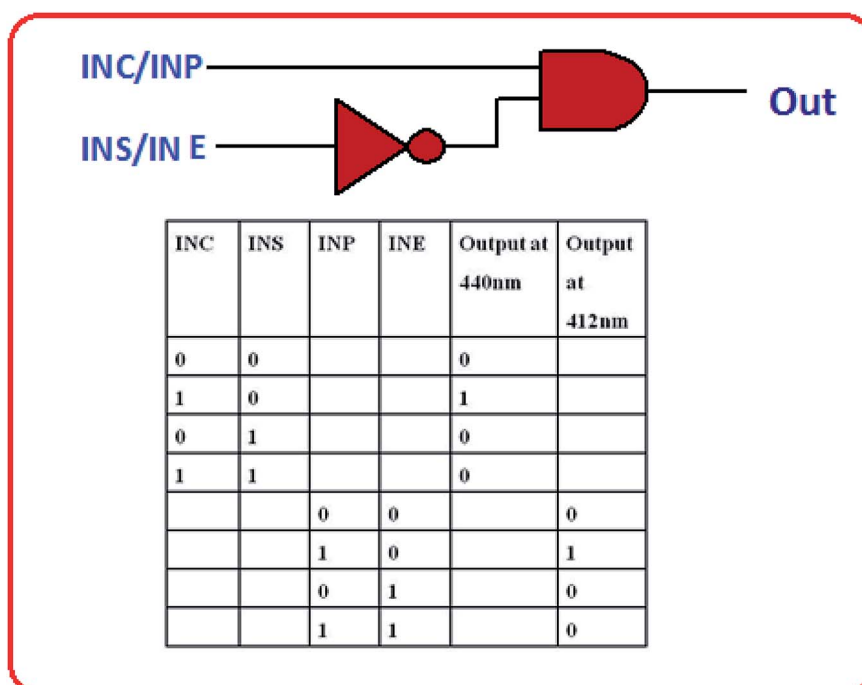 INC/INP
Out
INS/IN E
INC INS INP INE Output at 440nm Output at 412nm
0 0 0
1 0 1
0 1 0
1 1 0
0 0 0
1 0 1
0 1 0
1 1 0